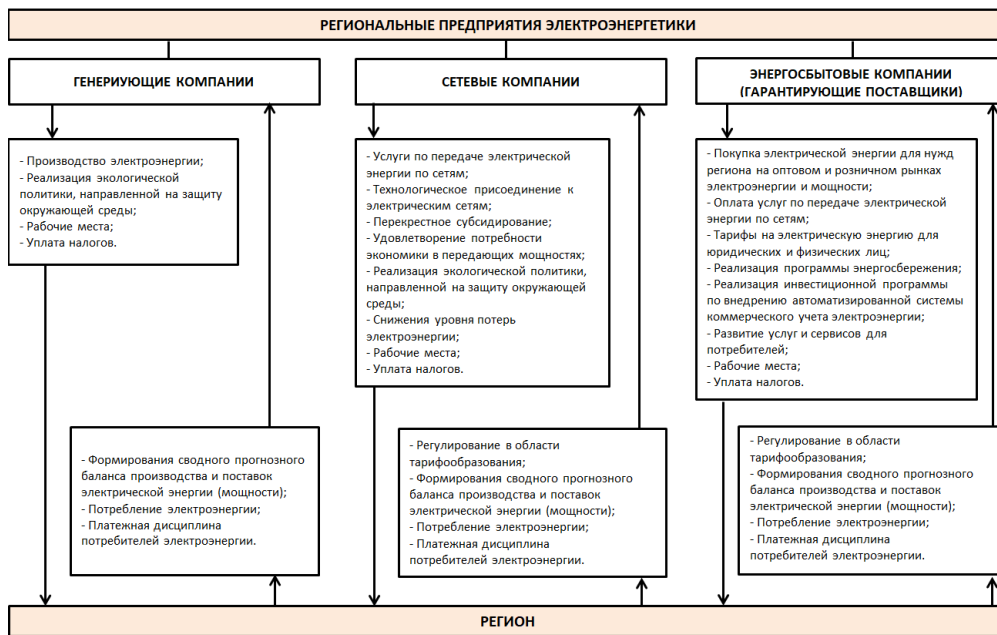 РЕГИОНАЛЬНЫЕ ПРЕДПРИЯТИЯ ЭЛЕКТРОЭНЕРГЕТИКИ
ГЕНЕРИУЮЩИЕ КОМПАНИИ
СЕТЕВЫЕ КОМПАНИИ
ЭНЕРГОСБЫТОВЫЕ КОМПАНИИ
(ГАРАНТИРУЮЩИЕ ПОСТАВЩИКИ)
- Производство электроэнергии;
- Реализация экологической
политики, направленной на защиту
окружающей среды;
- Рабочие места;
- Уплата налогов.
- Услуги по передаче электрической
энергии по сетям;
- Технологическое присоединение к
электрическим сетям;
- Перекрестное субсидирование;
- Удовлетворение потребности
экономики в передающих мощностях;
- Реализация экологической политики,
направленной на защиту окружающей
среды;
- Снижения уровня потерь
электроэнергии;
- Рабочие места;
- Уплата налогов.
- Покупка электрической энергии для нужд
региона на оптовом и розничном рынках
электроэнергии и мощности;
- Оплата услуг по передаче электрической
энергии по сетям;
- Тарифы на электрическую энергию для
юридических и физических лиц;
- Реализация программы энергосбережения;
- Реализация инвестиционной программы
по внедрению автоматизированной системы
коммерческого учета электроэнергии;
- Развитие услуг и сервисов для
потребителей;
- Рабочие места;
- Уплата налогов.
- Формирования сводного прогнозного
баланса производства и поставок
электрической энергии (мощности);
- Потребление электроэнергии;
- Платежная дисциплина
потребителей электроэнергии.
- Регулирование в области
тарифообразования;
- Формирования сводного прогнозного
баланса производства и поставок
электрической энергии (мощности);
- Потребление электроэнергии;
- Платежная дисциплина
потребителей электроэнергии.
- Регулирование в области
тарифообразования;
- Формирования сводного прогнозного
баланса производства и поставок
электрической энергии (мощности);
- Потребление электроэнергии;
- Платежная дисциплина
потребителей электроэнергии.
РЕГИОН